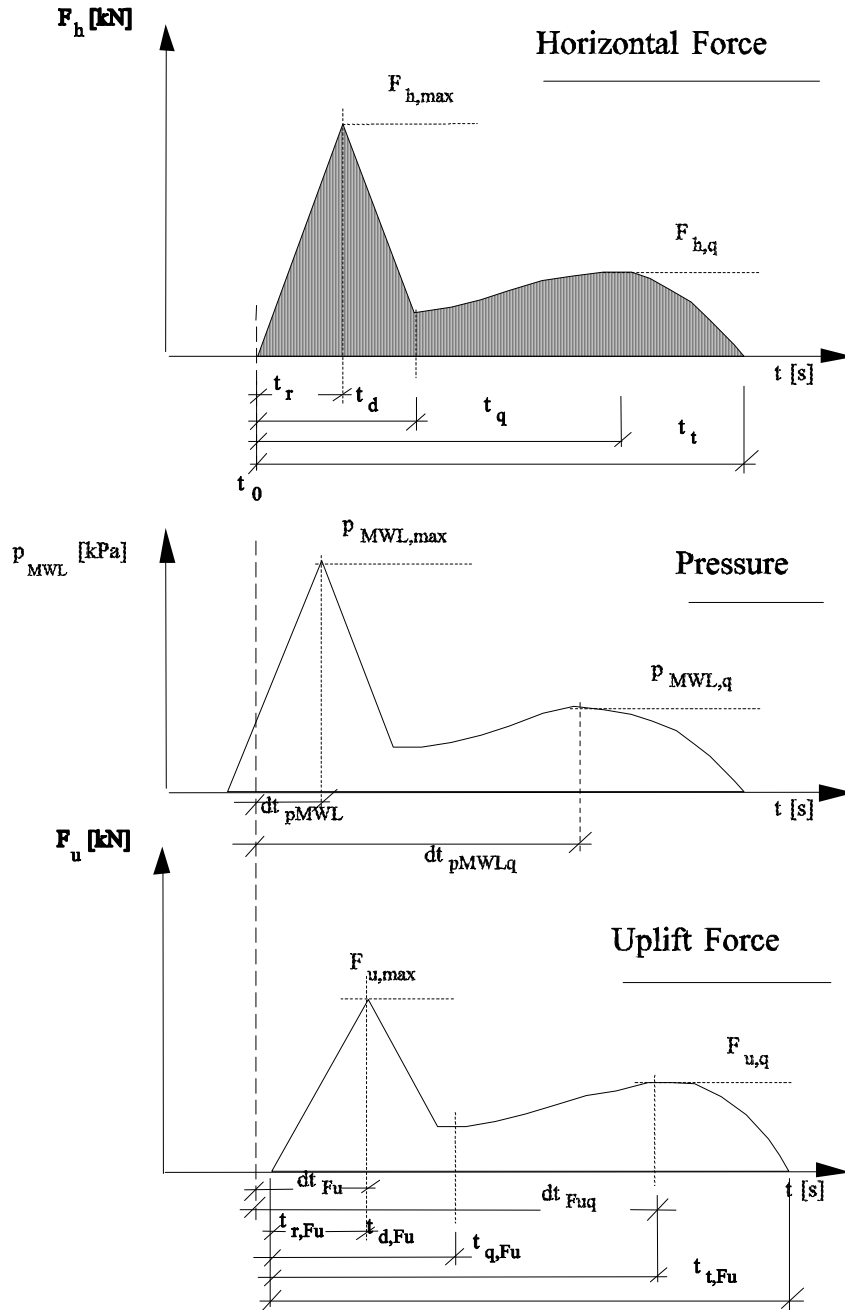 F h [kN]
Horizontal Force
F h,max
F h,q
t [s]
t r
t d
t q
t t
t 0
p MWL [kPa]
p MWL,max
Pressure
p MWL,q
t [s]
dt pMWL
dt pMWLq
F u [kN]
Uplift Force
F u,max
F u,q
t [s]
dt Fu
dt Fuq
t r,Fu
t d,Fu
t q,Fu
t t,Fu